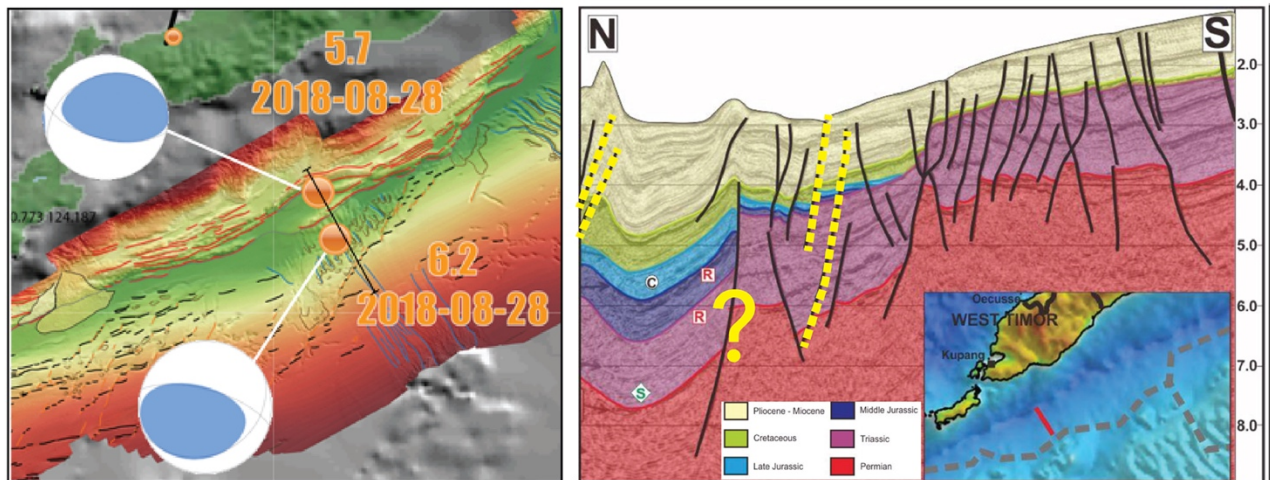 5.7
2018-08-28
0.773 124.187
6.2
2018-08-28
N
S
2.0
3.0
4.0
5.0
6.0
7.0
8.0
C
R
R
S
?
Oecusse
WEST TIMOR
Kupang
Pliocene - Miocene
Middle Jurassic
Cretaceous
Triassic
Late Jurassic
Permian